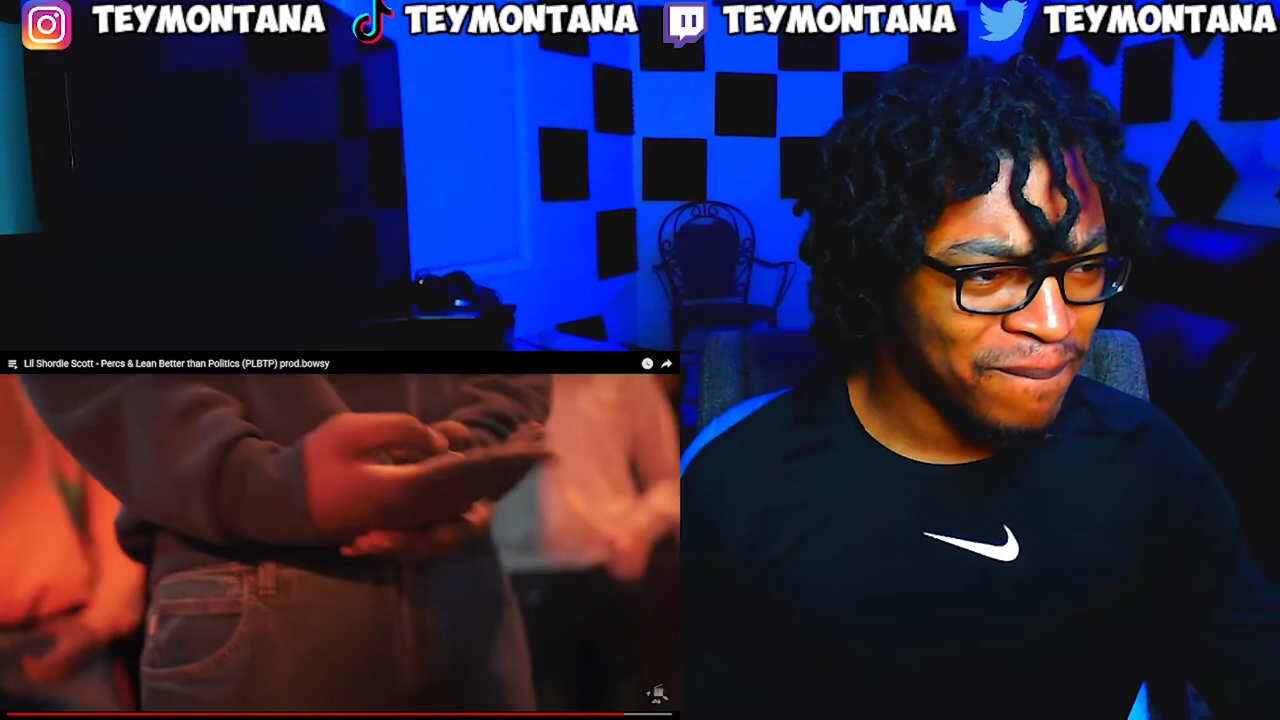 TEYMONTANA TEYMONTANA TEYMONTANA TEYMONTANA
Lil Shordie Scott - Percs & Lean Better than Politics (PLBTP) prod.bowsy